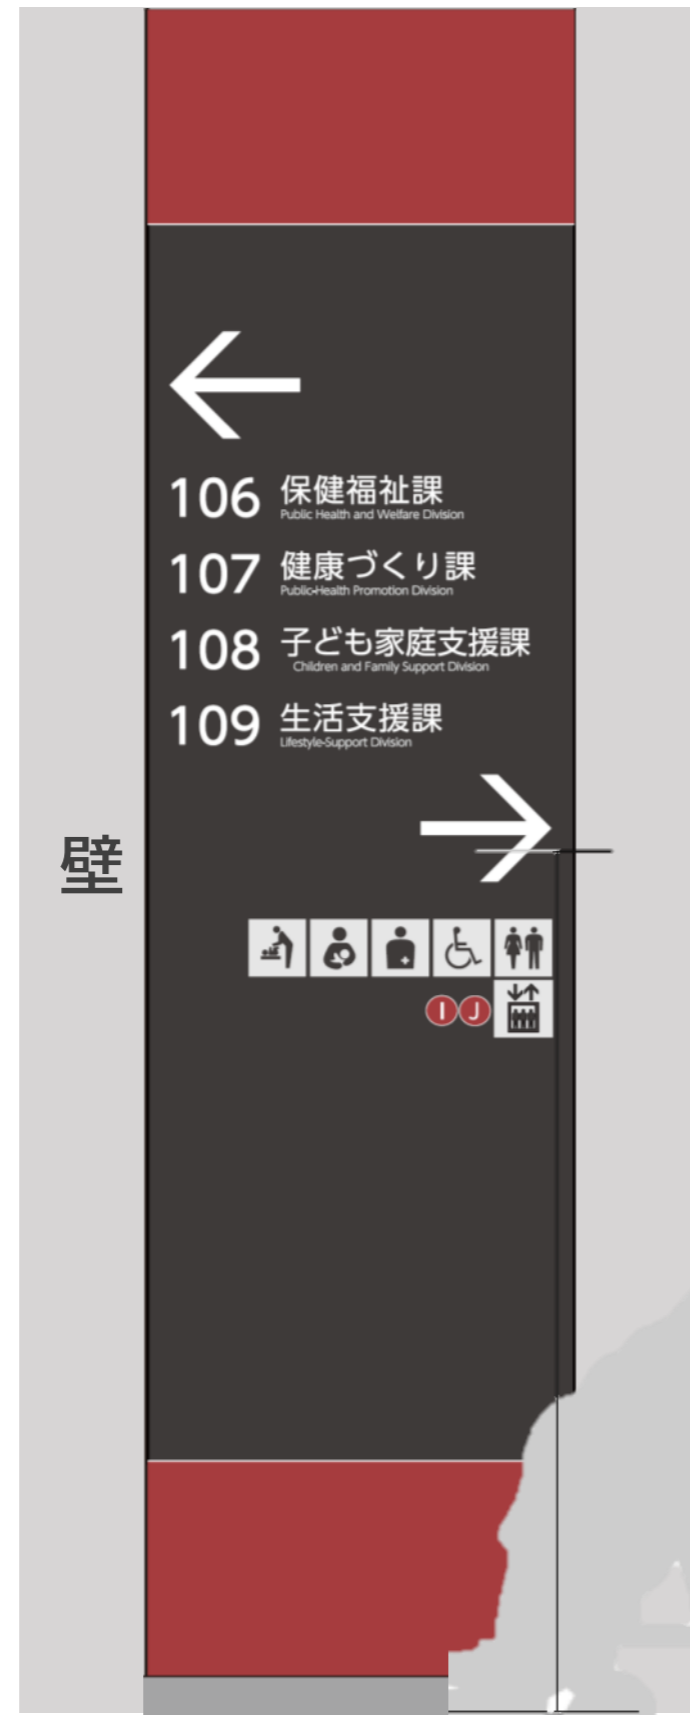 106 保健福祉課
Public Health and Welfare Division
107 健康づくり課
Public-Health Promotion Division
108 子ども家庭支援課
Children and Family Support Division
109 生活支援課
Lifestyle-Support Division
壁
I J